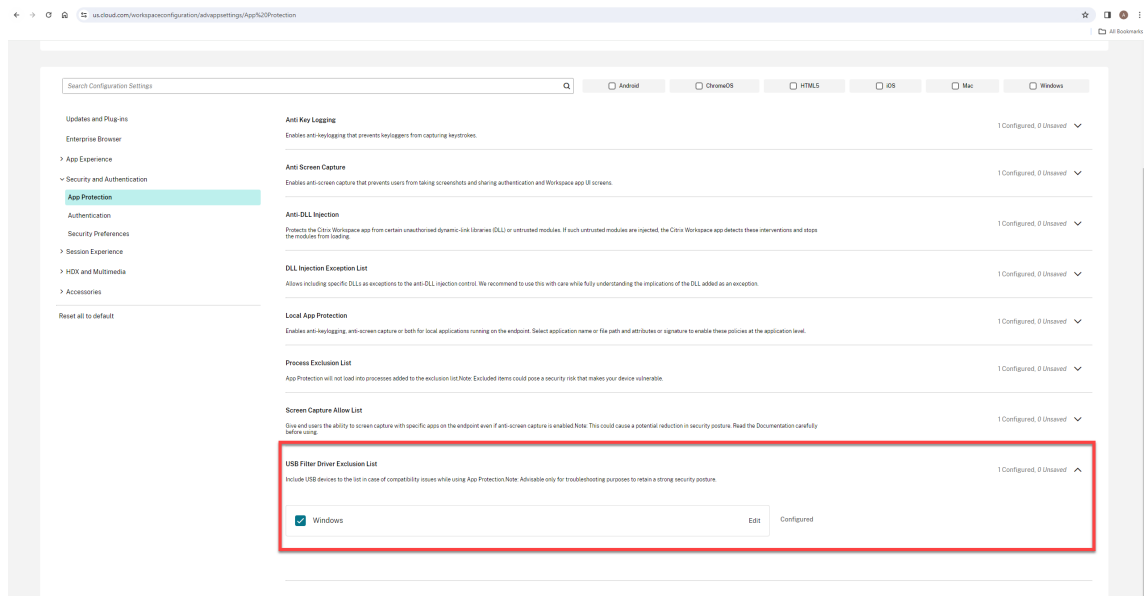 us.cloud.com/workspaceconfiguration/advappsettings/App%20Protection
All Bookmarks
Search Configuration Settings
Android
ChromeOS
HTML5
iOS
Mac
Windows
Updates and Plug-ins
Enterprise Browser
App Experience
Security and Authentication
App Protection
Authentication
Security Preferences
Session Experience
HDX and Multimedia
Accessories
Reset all to default
Anti Key Logging
1 Configured, 0 Unsaved
Enables anti-keylogging that prevents keyloggers from capturing keystrokes.
Anti Screen Capture
1 Configured, 0 Unsaved
Enables anti-screen capture that prevents users from taking screenshots and sharing authentication and Workspace app UI screens.
Anti-DLL Injection
1 Configured, 0 Unsaved
Protects the Citrix Workspace app from certain unauthorised dynamic-link libraries (DLL) or untrusted modules. If such untrusted modules are injected, the Citrix Workspace app detects these interventions and stops
the modules from loading.
DLL Injection Exception List
1 Configured, 0 Unsaved
Allows including specific DLLs as exceptions to the anti-DLL injection control. We recommend to use this with care while fully understanding the implications of the DLL added as an exception.
Local App Protection
1 Configured, 0 Unsaved
Enables anti-keylogging, anti-screen capture or both for local applications running on the endpoint. Select application name or file path and attributes or signature to enable these policies at the application level.
Process Exclusion List
1 Configured, 0 Unsaved
App Protection will not load into processes added to the exclusion list.Note: Excluded items could pose a security risk that makes your device vulnerable.
Screen Capture Allow List
1 Configured, 0 Unsaved
Give end users the ability to screen capture with specific apps on the endpoint even if anti-screen capture is enabled.Note: This could cause a potential reduction in security posture. Read the Documentation carefully
before using.
USB Filter Driver Exclusion List
1 Configured, 0 Unsaved
Include USB devices to the list in case of compatibility issues while using App Protection.Note: Advisable only for troubleshooting purposes to retain a strong security posture.
Windows
Edit
Configured